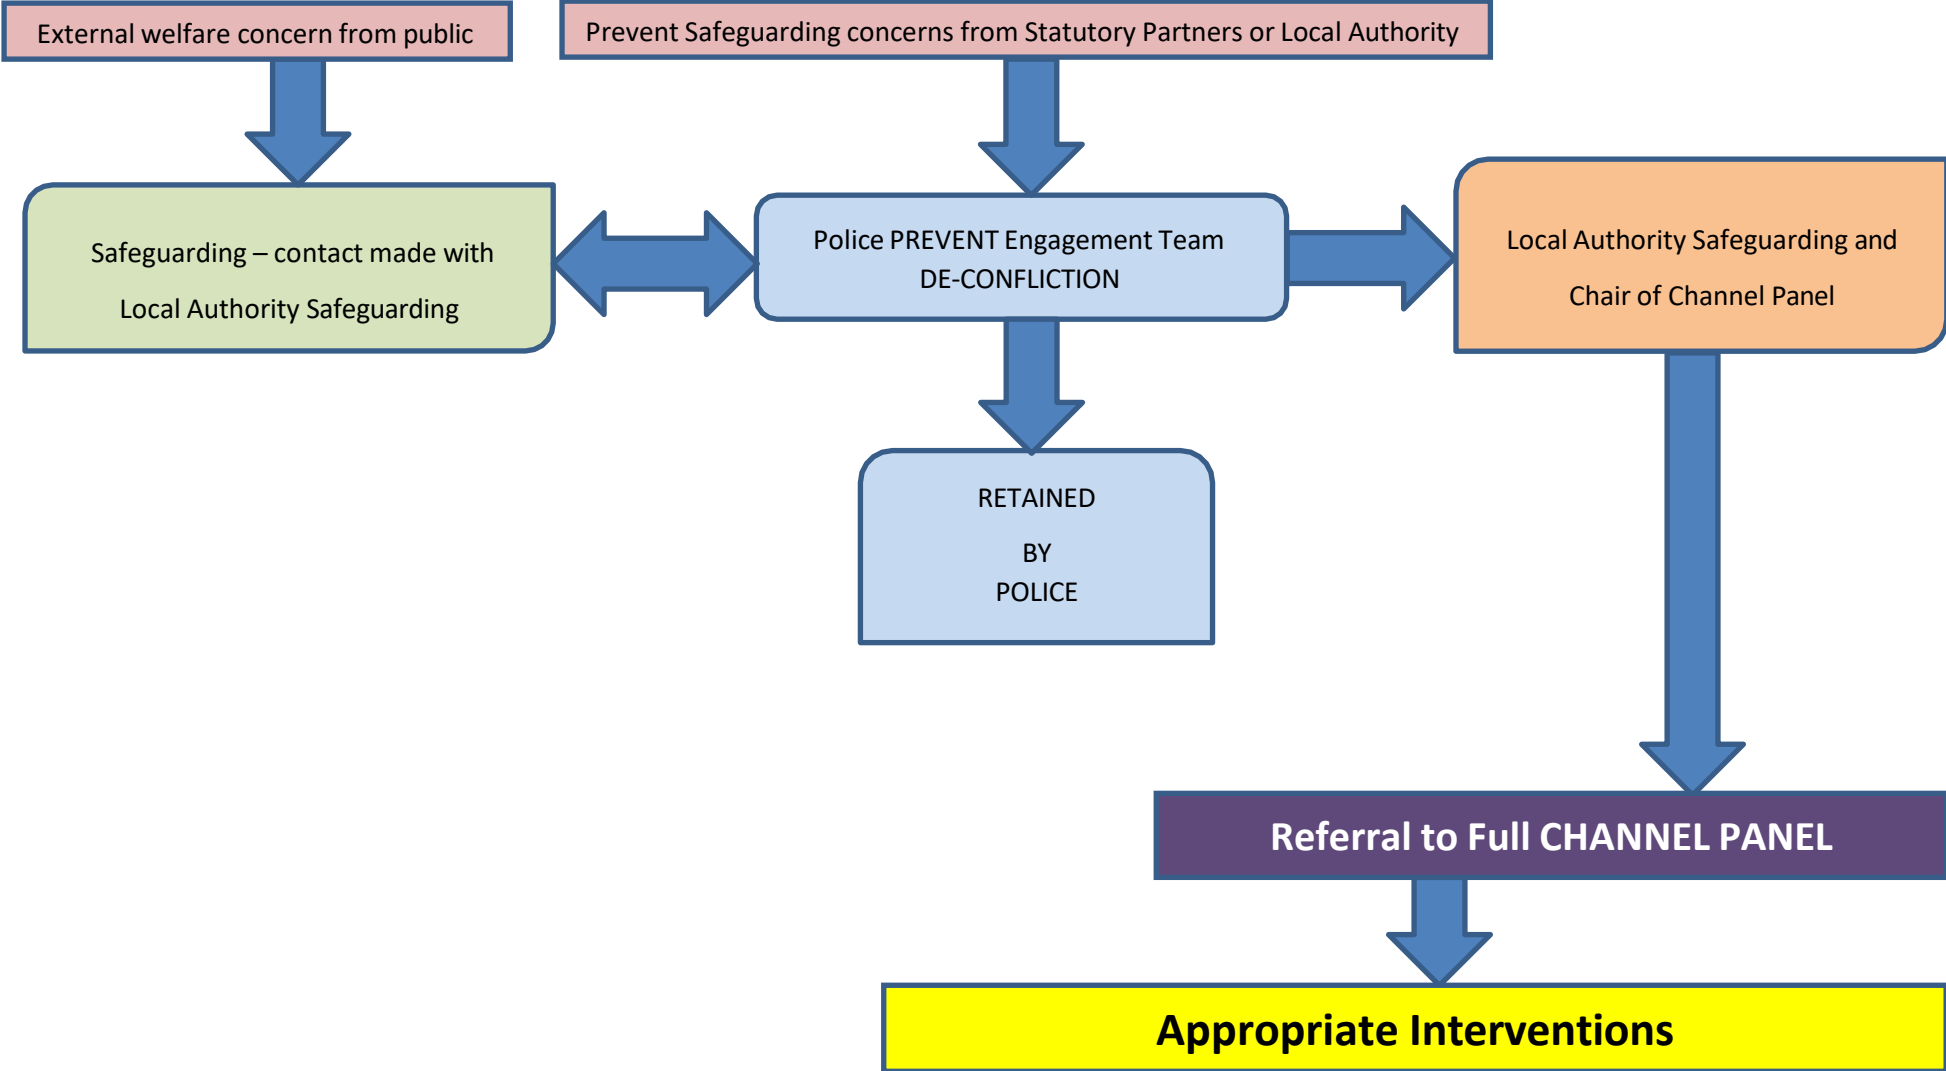 External welfare concern from public
Prevent Safeguarding concerns from Statutory Partners or Local Authority
Safeguarding – contact made with
Local Authority Safeguarding
Police PREVENT Engagement Team
DE-CONFLICTION
Local Authority Safeguarding and
Chair of Channel Panel
RETAINED
BY
POLICE
Referral to Full CHANNEL PANEL
Appropriate Interventions